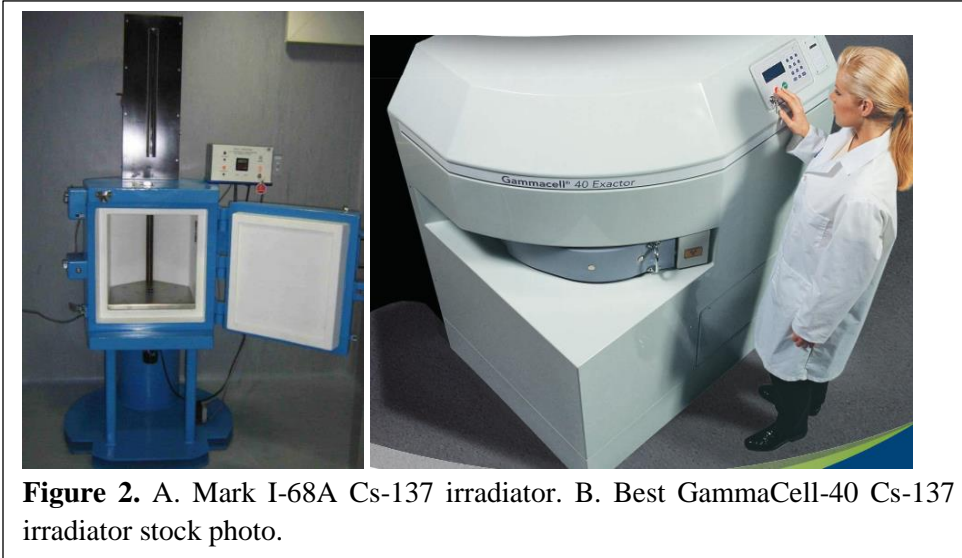 Gammacell® 40 Exactor
Figure 2. A. Mark I-68A Cs-137 irradiator. B. Best GammaCell-40 Cs-137
irradiator stock photo.